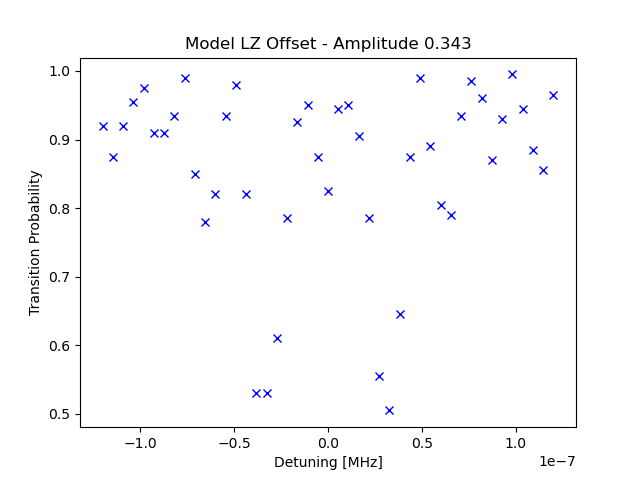 Model LZ Offset - Amplitude 0.343
1.0
0.9
0.8
0.7
0.6
0.5
Transition Probability
−1.0
−0.5
0.0
0.5
1.0
1e−7
Detuning [MHz]